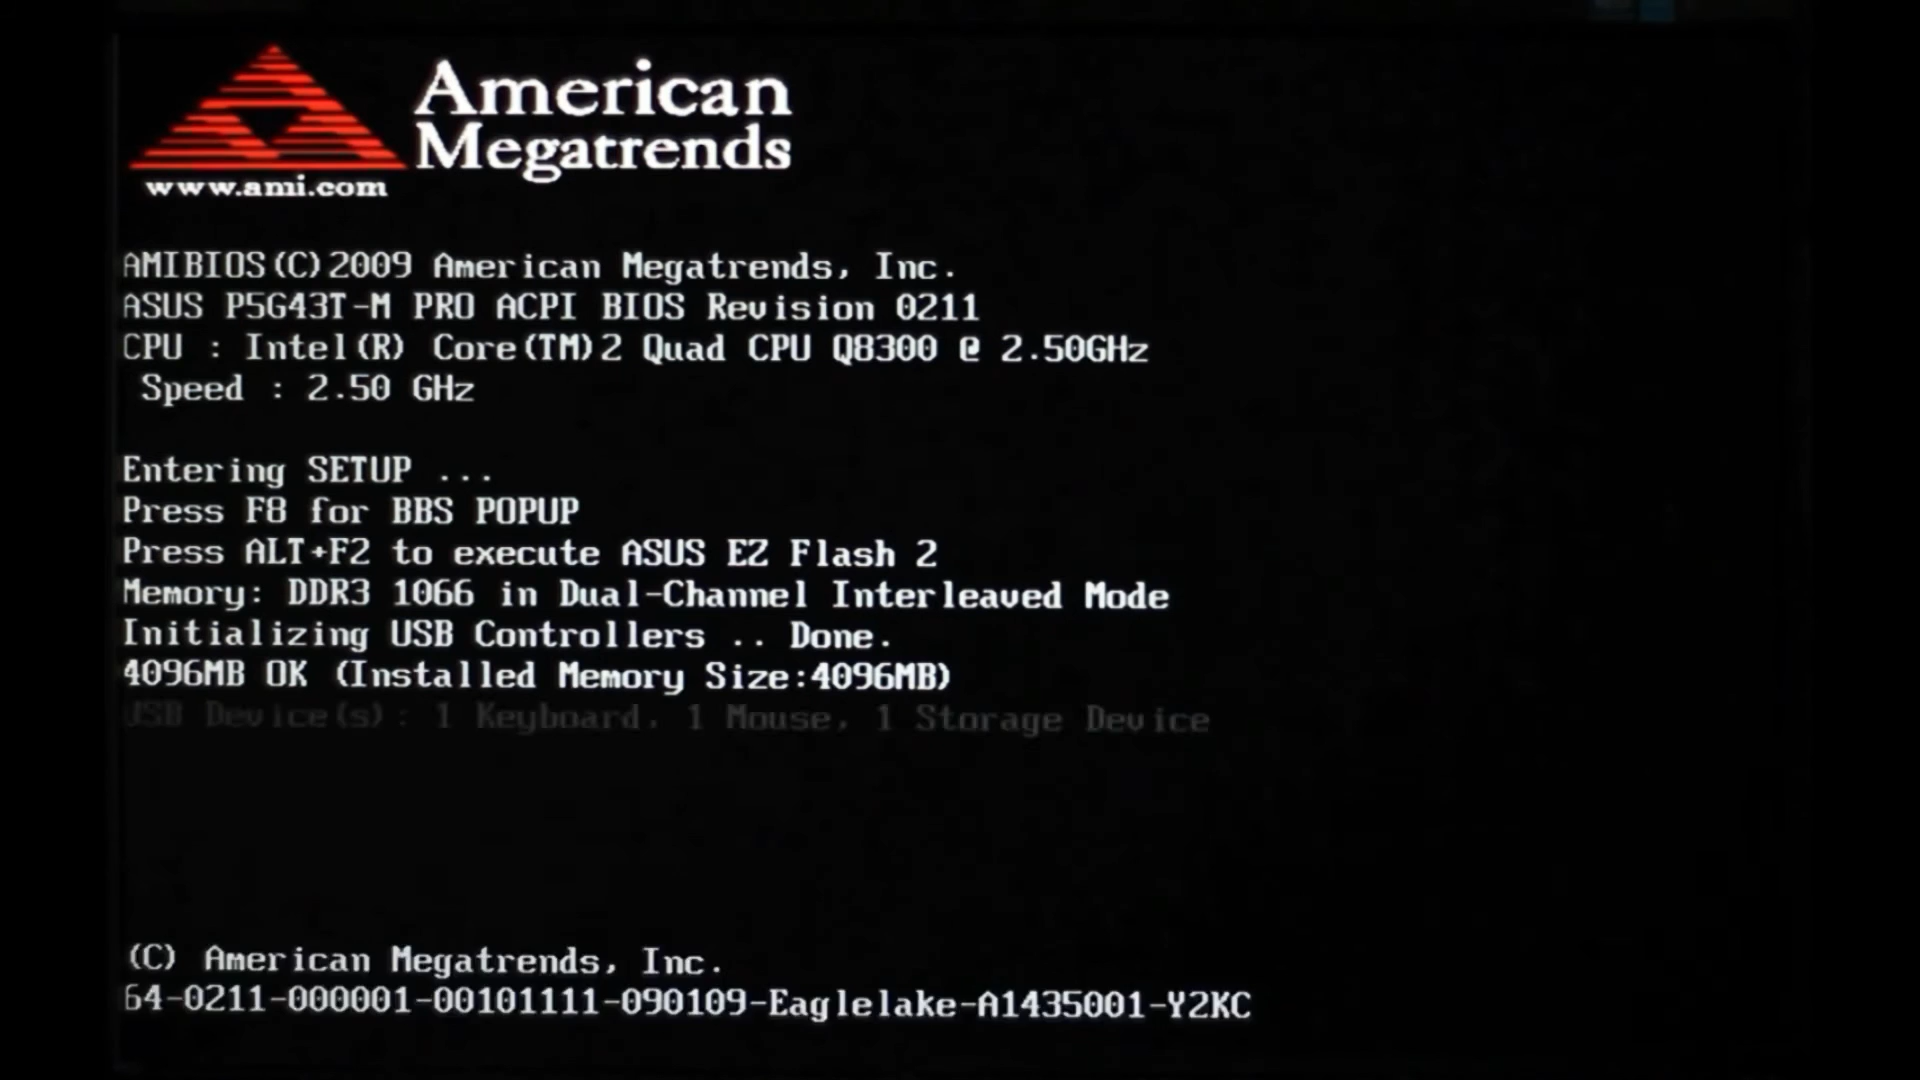 American
Megatrends
www.ami.com
AMIBIOS(C)2009 American Megatrends, Inc.
ASUS P5G43T-M PRO ACPI BIOS Revision 0211
CPU : Intel(R) Core(TM)2 Quad CPU Q8300 @ 2.50GHz
Speed : 2.50 GHz
Entering SETUP ...
Press F8 for BBS POPUP
Press ALT+F2 to execute ASUS EZ Flash 2
Memory: DDR3 1066 in Dual-Channel Interleaved Mode
Initializing USB Controllers .. Done.
4096MB OK (Installed Memory Size:4096MB)
USB Device(s): 1 Keyboard, 1 Mouse, 1 Storage Device
(C) American Megatrends, Inc.
64-0211-000001-00101111-090109-Eaglelake-A1435001-Y2KC